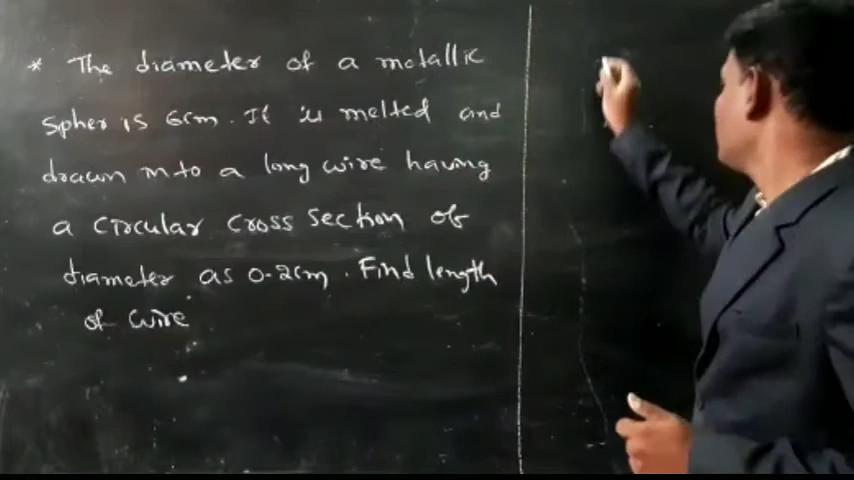 * The diameter of a metallic
spher is 6cm. It is melted and
drawn into a long wire having
a circular cross section of
diameter as 0.2cm. Find length
of wire